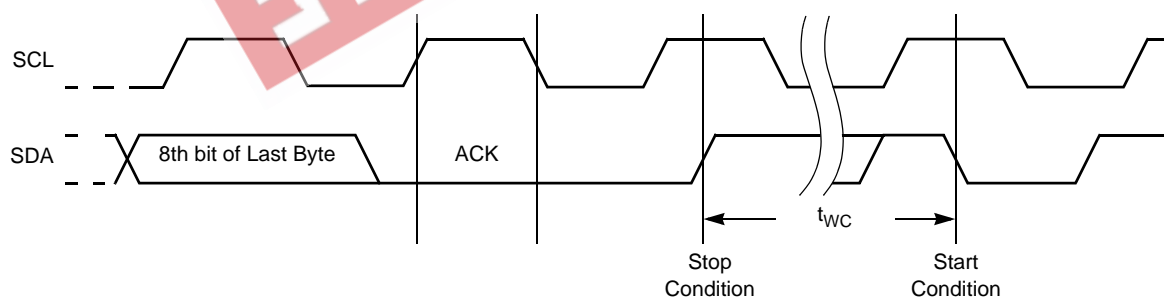 SCL
SDA
8th bit of Last Byte
ACK
tWC
Stop
Condition
Start
Condition